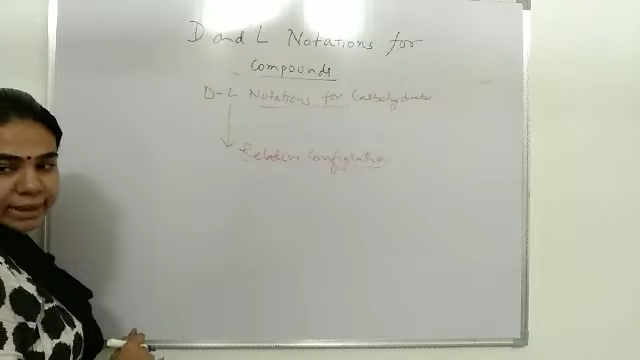 D and L Notations for
compounds
D-L Notations for Carbohydrates
Relative Configuration